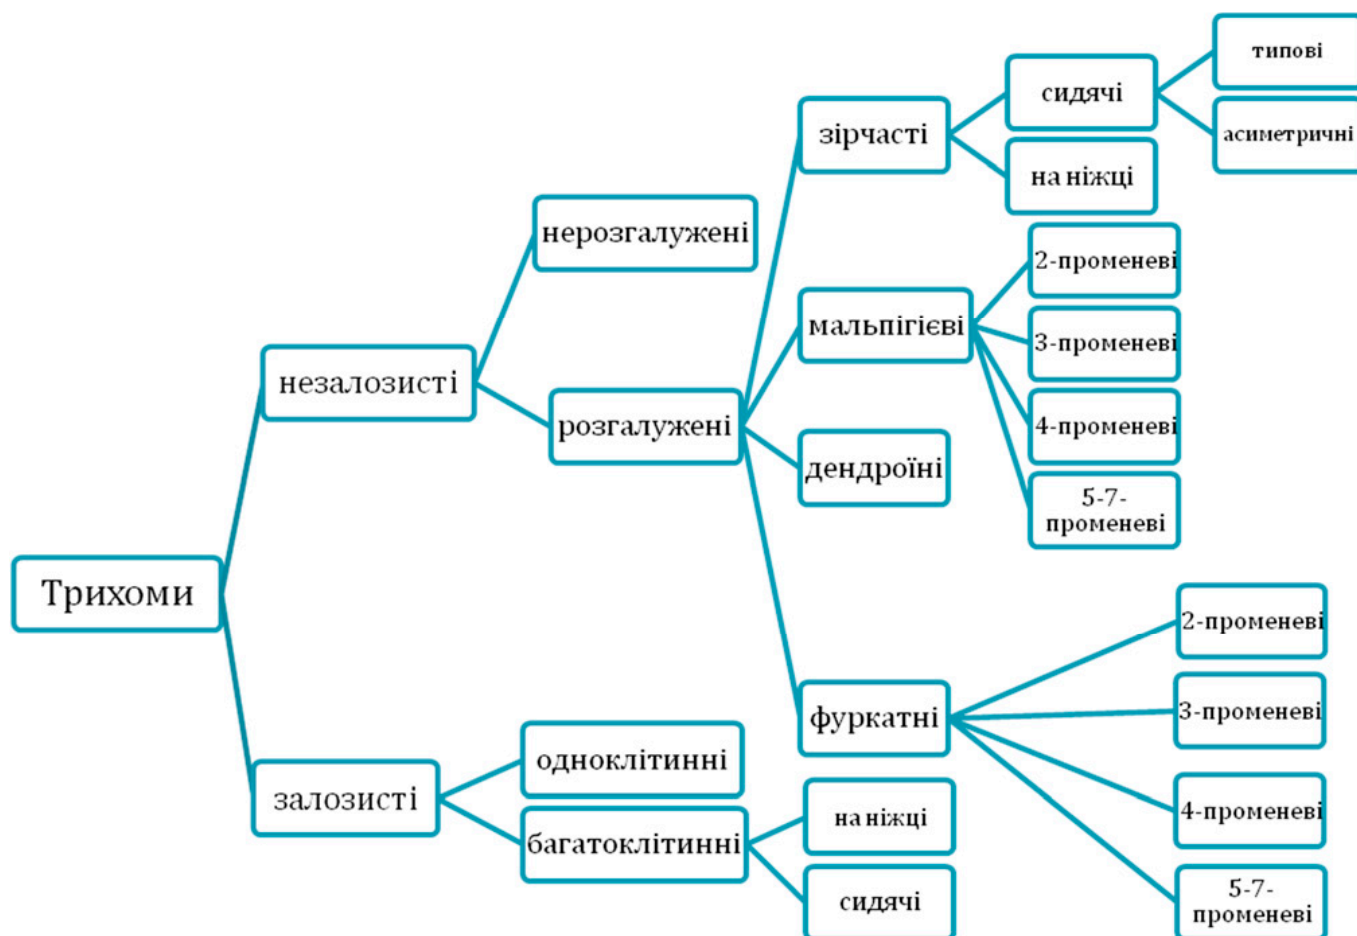 Трихоми
незалозисті
нерозгалужені
розгалужені
зірчасті
сидячі
типові
асиметричні
на ніжці
мальпігієві
2-променеві
3-променеві
4-променеві
5-7-
променеві
дендроїні
фуркатні
2-променеві
3-променеві
4-променеві
5-7-
променеві
залозисті
одноклітинні
багатоклітинні
на ніжці
сидячі